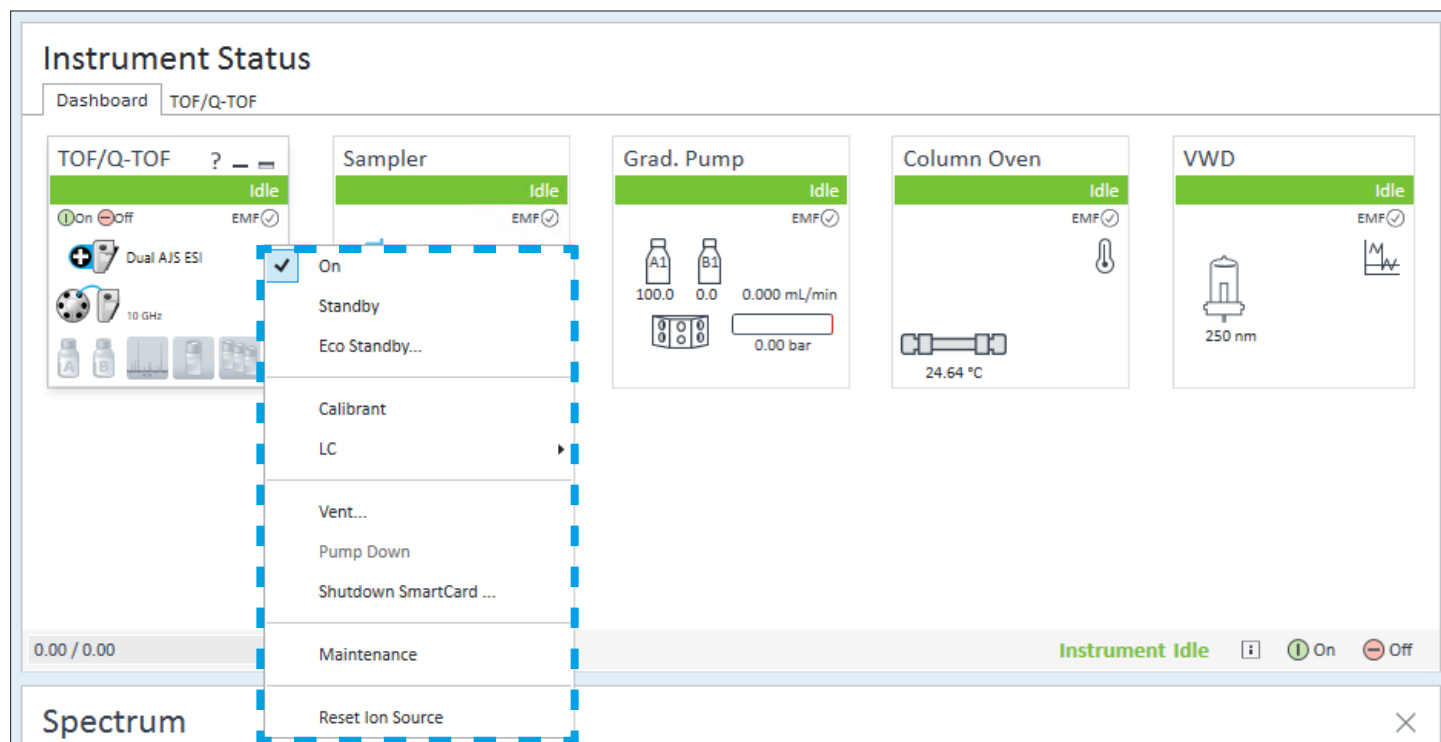 Instrument Status
Dashboard TOF/Q-TOF
TOF/Q-TOF ?
Idle
On Off EMF
Dual AJS ESI
10 GHz
A B
Sampler
Idle
EMF
Grad. Pump
Idle
EMF
A1 B1
100.0 0.0 0.000 mL/min
0.00 bar
Column Oven
Idle
EMF
24.64 °C
VWD
Idle
EMF
250 nm
On
Standby
Eco Standby...
Calibrant
LC
Vent...
Pump Down
Shutdown SmartCard ...
Maintenance
Reset Ion Source
0.00 / 0.00
Instrument Idle i On Off
Spectrum